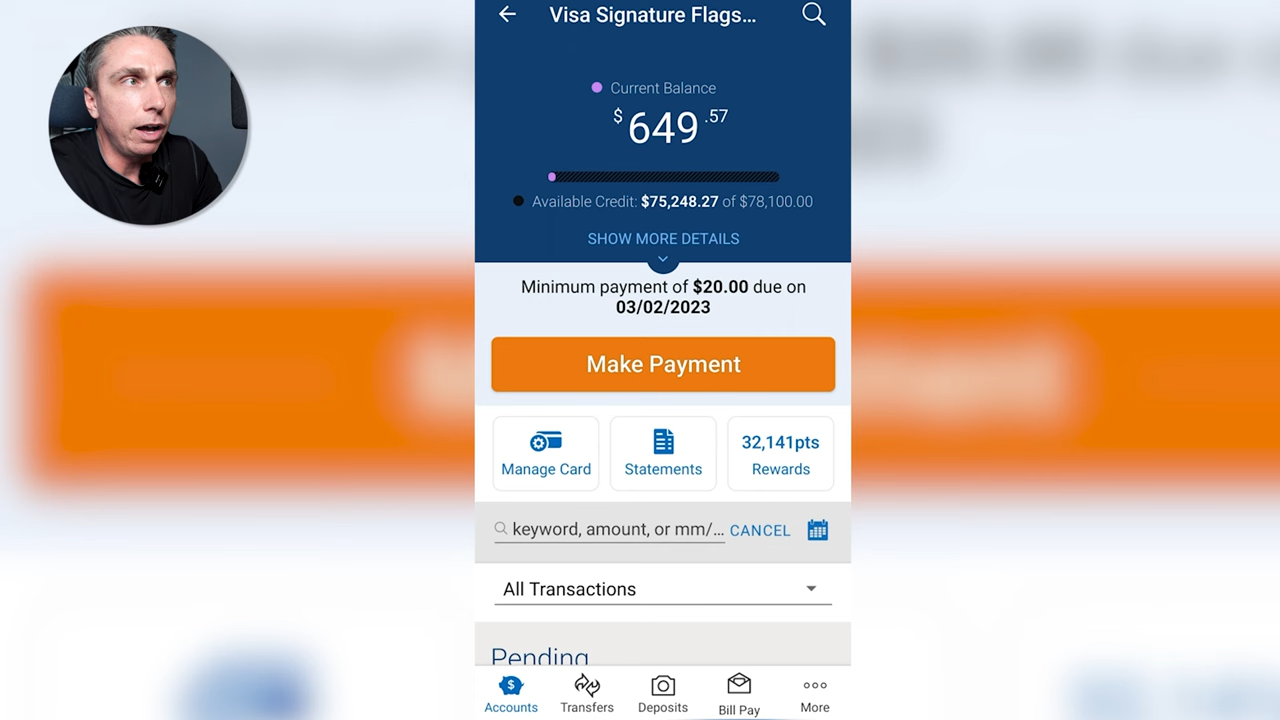 Visa Signature Flags...
Current Balance
$649.57
Available Credit: $75,248.27 of $78,100.00
SHOW MORE DETAILS
Minimum payment of $20.00 due on
03/02/2023
Make Payment
Manage Card
Statements
32,141pts
Rewards
keyword, amount, or mm/... CANCEL
All Transactions
Pending
Accounts
Transfers
Deposits
Bill Pay
More